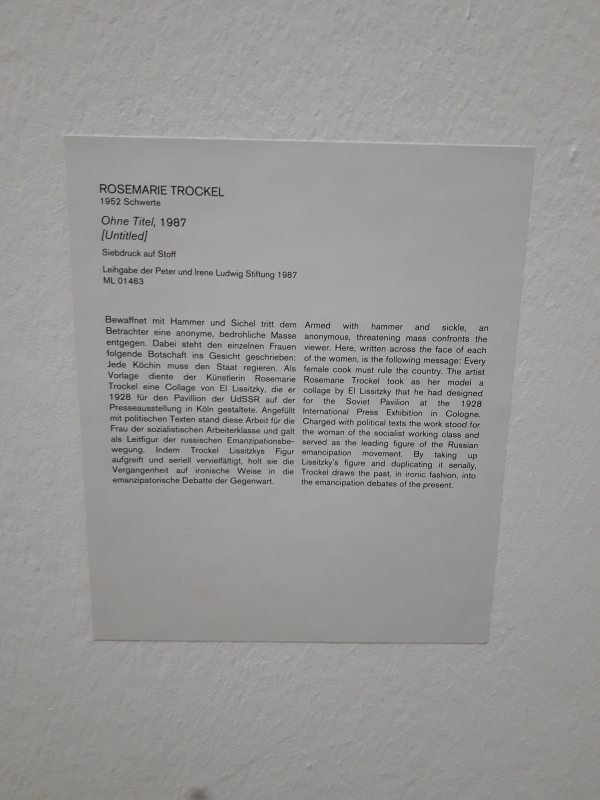 ROSEMARIE TROCKEL
1952 Schwerte
Ohne Titel, 1987
[Untitled]
Siebdruck auf Stoff
Leihgabe der Peter und Irene Ludwig Stiftung 1987
ML 01463
Bewaffnet mit Hammer und Sichel tritt dem
Betrachter eine anonyme, bedrohliche Masse
entgegen. Dabei steht den einzelnen Frauen
folgende Botschaft ins Gesicht geschrieben:
Jede Köchin muss den Staat regieren. Als
Vorlage diente der Künstlerin Rosemarie
Trockel eine Collage von El Lissitzky, die er
1928 für den Pavillion der UdSSR auf der
Presseausstellung in Köln gestaltete. Angefüllt
mit politischen Texten stand diese Arbeit für die
Frau der sozialistischen Arbeiterklasse und galt
als Leitfigur der russischen Emanzipationsbe-
wegung. Indem Trockel Lissitzkys Figur
aufgreift und seriell vervielfältigt, holt sie die
Vergangenheit auf ironische Weise in die
emanzipatorische Debatte der Gegenwart.
Armed with hammer and sickle, an
anonymous, threatening mass confronts the
viewer. Here, written across the face of each
of the women, is the following message: Every
female cook must rule the country. The artist
Rosemarie Trockel took as her model a
collage by El Lissitzky that he had designed
for the Soviet Pavilion at the 1928
International Press Exhibition in Cologne.
Charged with political texts the work stood for
the woman of the socialist working class and
served as the leading figure of the Russian
emancipation movement. By taking up
Lissitzky's figure and duplicating it serially,
Trockel draws the past, in ironic fashion, into
the emancipation debates of the present.